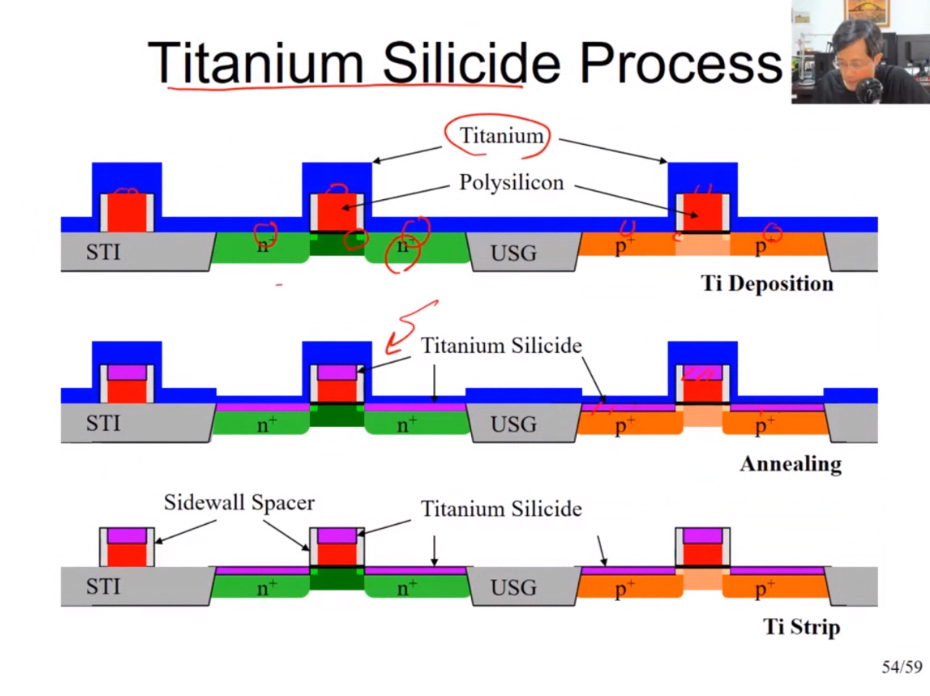 Titanium Silicide Process
Titanium
Polysilicon
STI
n+
n+
USG
p+
p+
Ti Deposition
Titanium Silicide
STI
n+
n+
USG
p+
p+
Annealing
Sidewall Spacer
Titanium Silicide
STI
n+
n+
USG
p+
p+
Ti Strip
54/59